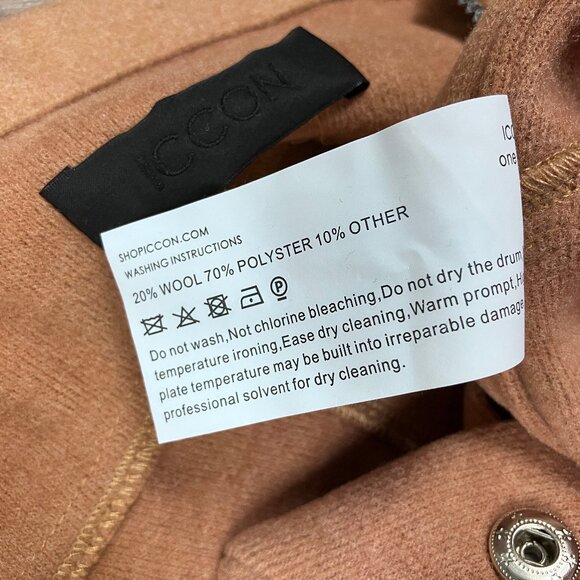 ICCON
ICC
one
SHOPICCON.COM
WASHING INSTRUCTIONS
20% WOOL 70% POLYSTER 10% OTHER
P
Do not wash,Not chlorine bleaching,Do not dry the drum,
temperature ironing,Ease dry cleaning,Warm prompt,H
plate temperature may be built into irreparable damage
professional solvent for dry cleaning.